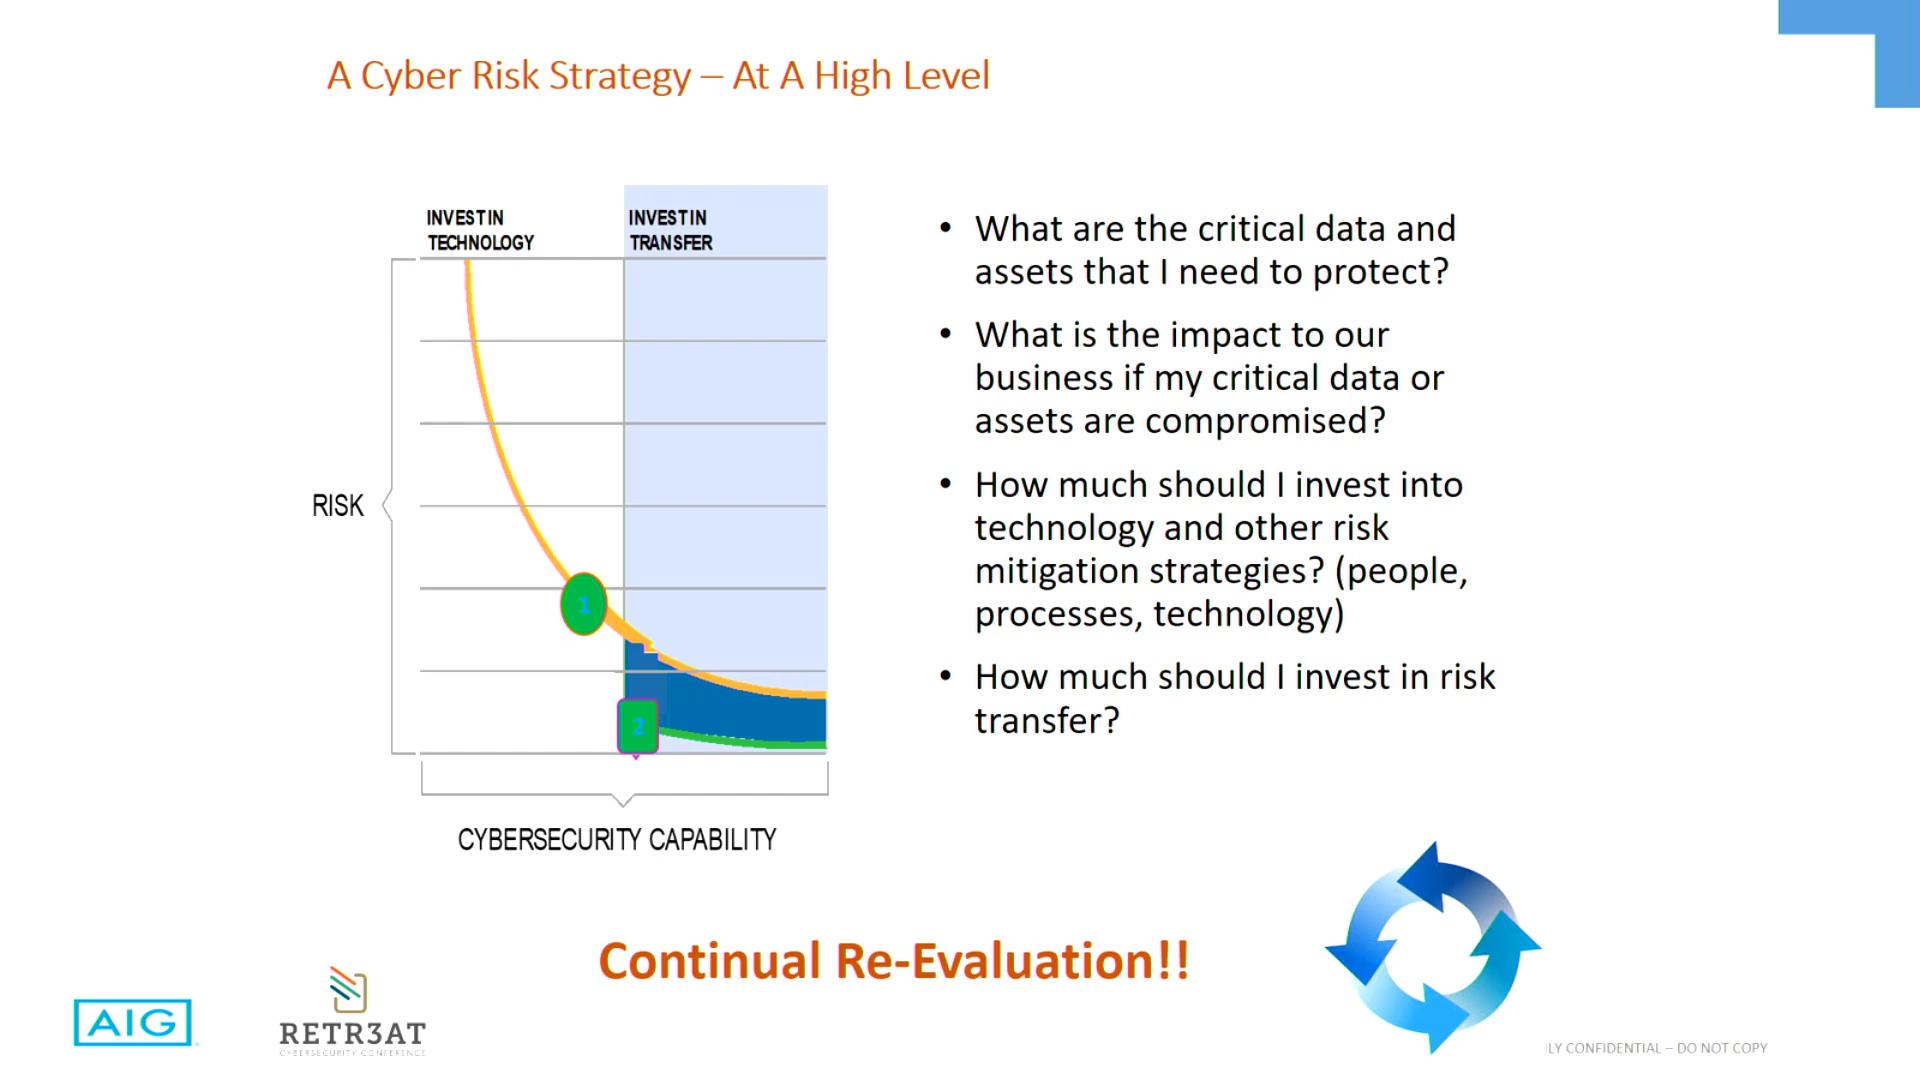 A Cyber Risk Strategy – At A High Level
INVEST IN
TECHNOLOGY
INVEST IN
TRANSFER
RISK
1
2
CYBERSECURITY CAPABILITY
• What are the critical data and
assets that I need to protect?
• What is the impact to our
business if my critical data or
assets are compromised?
• How much should I invest into
technology and other risk
mitigation strategies? (people,
processes, technology)
• How much should I invest in risk
transfer?
Continual Re-Evaluation!!
AIG
RETR3AT
CYBERSECURITY CONFERENCE
LY CONFIDENTIAL – DO NOT COPY